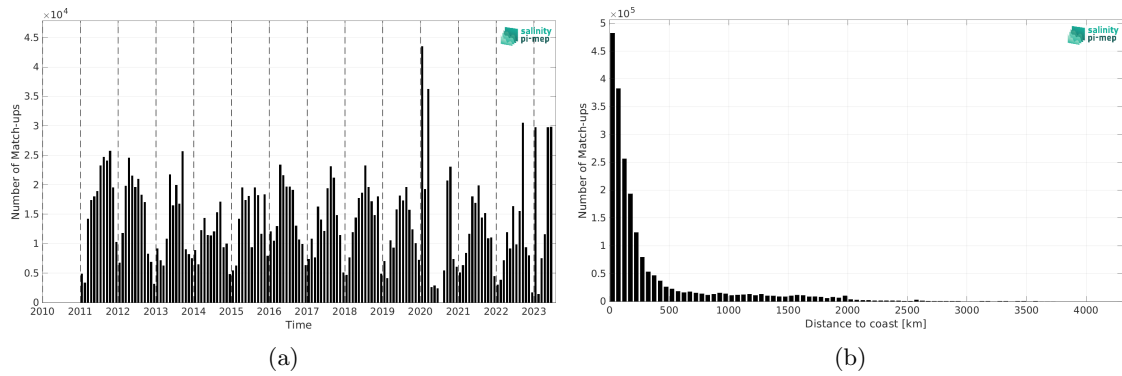 ×10⁴
4.5
4
3.5
3
2.5
2
1.5
1
0.5
0
Number of Match-ups
2010 2011 2012 2013 2014 2015 2016 2017 2018 2019 2020 2021 2022 2023
Time
salinity
pi-mep
(a)
×10⁵
5
4.5
4
3.5
3
2.5
2
1.5
1
0.5
0
Number of Match-ups
0 500 1000 1500 2000 2500 3000 3500 4000
Distance to coast [km]
salinity
pi-mep
(b)